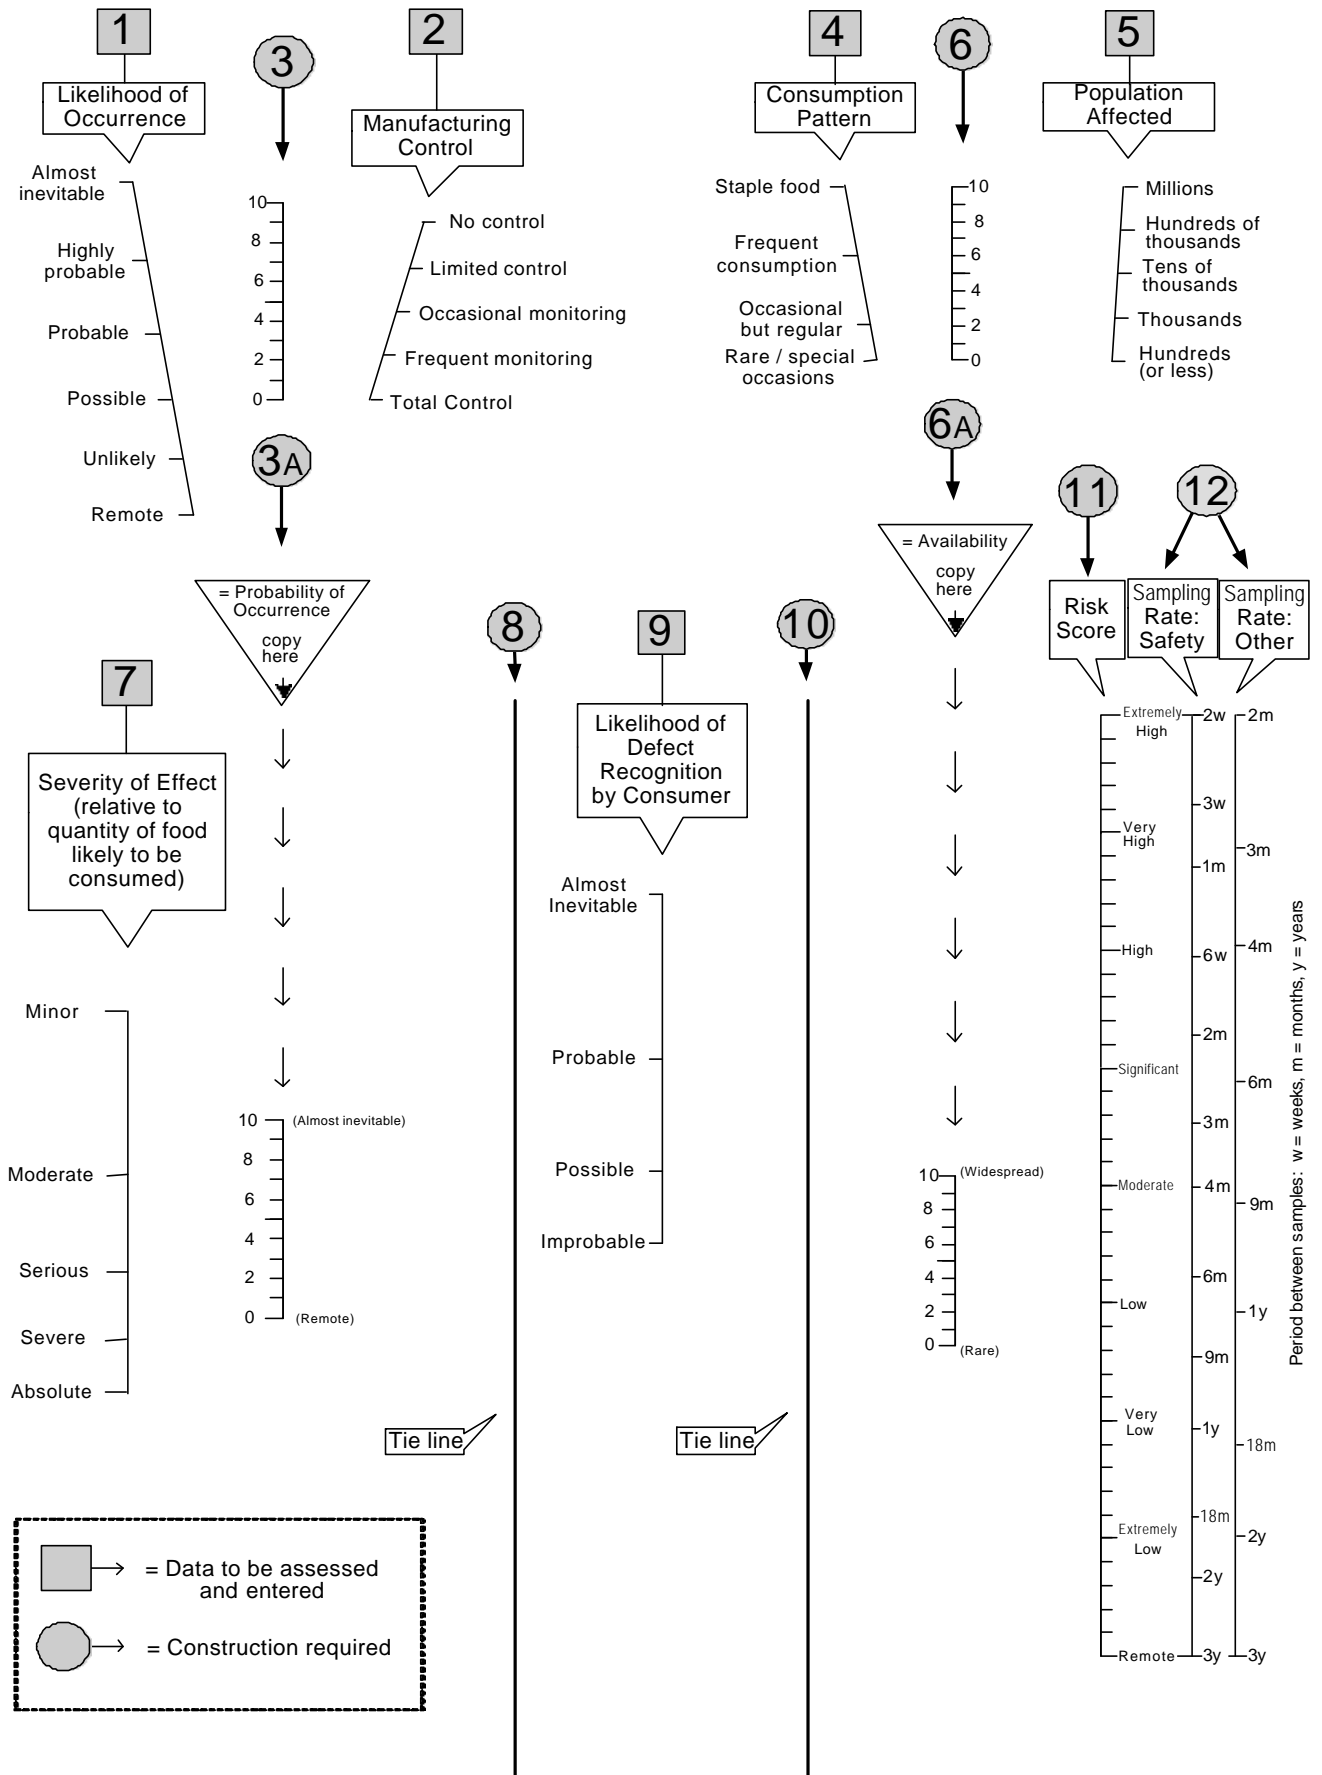 1
Likelihood of
Occurrence
Almost
inevitable
Highly
probable
Probable
Possible
Unlikely
Remote
3
10
8
6
4
2
0
2
Manufacturing
Control
No control
Limited control
Occasional monitoring
Frequent monitoring
Total Control
3A
= Probability of
Occurrence
copy
here
4
Consumption
Pattern
Staple food
Frequent
consumption
Occasional
but regular
Rare / special
occasions
6
10
8
6
4
2
0
5
Population
Affected
Millions
Hundreds of
thousands
Tens of
thousands
Thousands
Hundreds
(or less)
6A
= Availability
copy
here
7
Severity of Effect
(relative to
quantity of food
likely to be
consumed)
Minor
Moderate
Serious
Severe
Absolute
10 (Almost inevitable)
8
6
4
2
0 (Remote)
8
Tie line
9
Likelihood of
Defect
Recognition
by Consumer
Almost
Inevitable
Probable
Possible
Improbable
10
Tie line
10 (Widespread)
8
6
4
2
0 (Rare)
11
Risk
Score
Extremely
High
Very
High
High
Significant
Moderate
Low
Very
Low
Extremely
Low
Remote
12
Sampling
Rate:
Safety
2w
3w
1m
6w
2m
3m
4m
6m
9m
1y
18m
2y
3y
Sampling
Rate:
Other
2m
3m
4m
6m
9m
1y
18m
2y
3y
Period between samples: w = weeks, m = months, y = years
= Data to be assessed
and entered
= Construction required